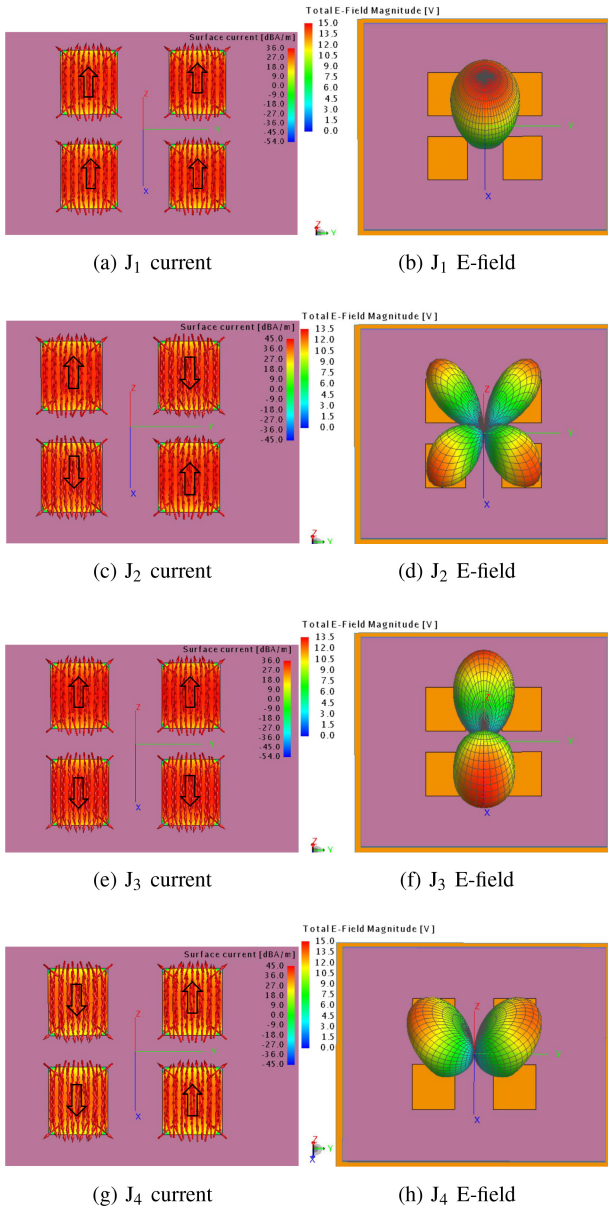 Surface current [dBA/m]
36.0
27.0
18.0
9.0
0.0
-9.0
-18.0
-27.0
-36.0
-45.0
-54.0
Z
X
Total E-Field Magnitude [V]
15.0
13.5
12.0
10.5
9.0
7.5
6.0
4.5
3.0
1.5
0.0
X
Z
Y
(a) J1 current
(b) J1 E-field
Surface current [dBA/m]
45.0
36.0
27.0
18.0
9.0
0.0
-9.0
-18.0
-27.0
-36.0
-45.0
Z
X
Total E-Field Magnitude [V]
13.5
12.0
10.5
9.0
7.5
6.0
4.5
3.0
1.5
0.0
Z
X
Z
Y
(c) J2 current
(d) J2 E-field
Surface current [dBA/m]
36.0
27.0
18.0
9.0
0.0
-9.0
-18.0
-27.0
-36.0
-45.0
-54.0
Z
X
Total E-Field Magnitude [V]
13.5
12.0
10.5
9.0
7.5
6.0
4.5
3.0
1.5
0.0
Z
X
Z
Y
(e) J3 current
(f) J3 E-field
Surface current [dBA/m]
45.0
36.0
27.0
18.0
9.0
0.0
-9.0
-18.0
-27.0
-36.0
-45.0
Z
X
Total E-Field Magnitude [V]
15.0
13.5
12.0
10.5
9.0
7.5
6.0
4.5
3.0
1.5
0.0
Z
X
Z
Y
X
(g) J4 current
(h) J4 E-field